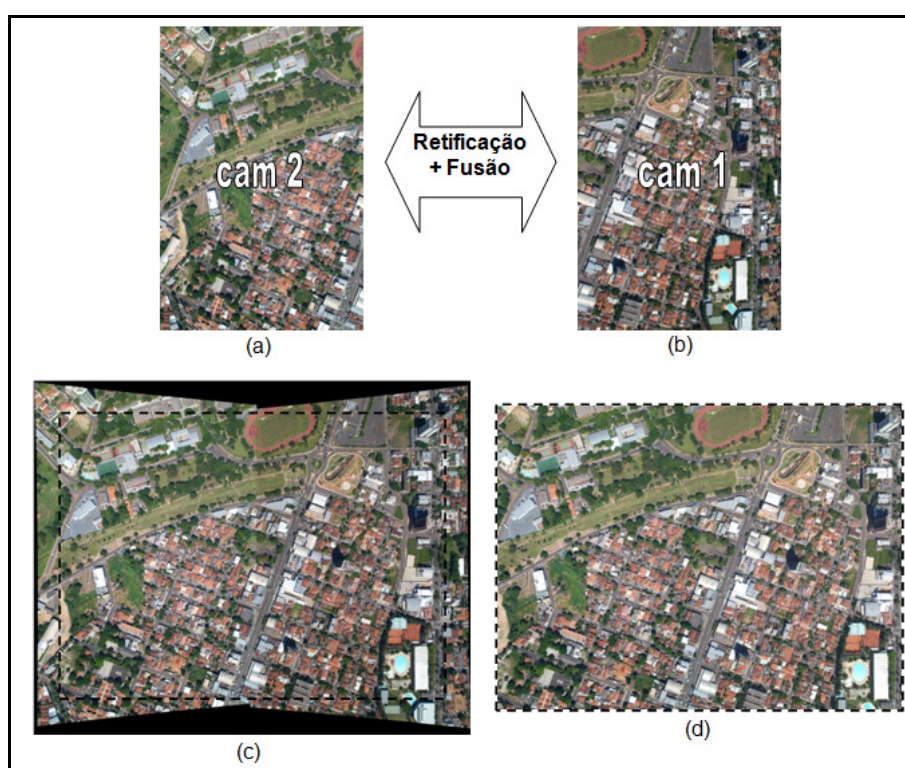 cam 2
Retificação
+ Fusão
cam 1
(a)
(b)
(c)
(d)